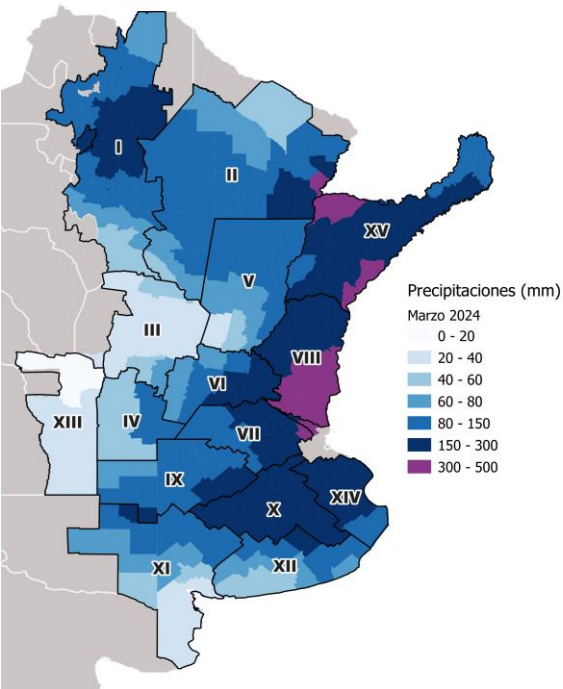 I
II
XV
V
Precipitaciones (mm)
Marzo 2024
0 - 20
20 - 40
40 - 60
60 - 80
80 - 150
150 - 300
300 - 500
III
VIII
VI
XIII
IV
VII
IX
XIV
X
XI
XII